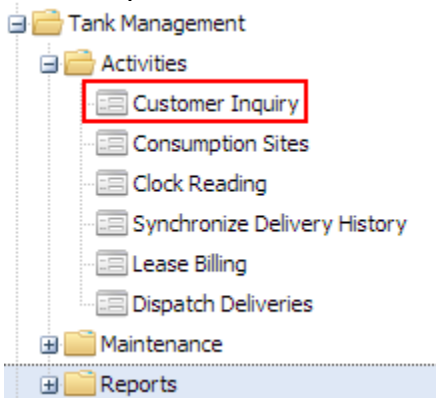 Tank Management
Activities
Customer Inquiry
Consumption Sites
Clock Reading
Synchronize Delivery History
Lease Billing
Dispatch Deliveries
Maintenance
Reports